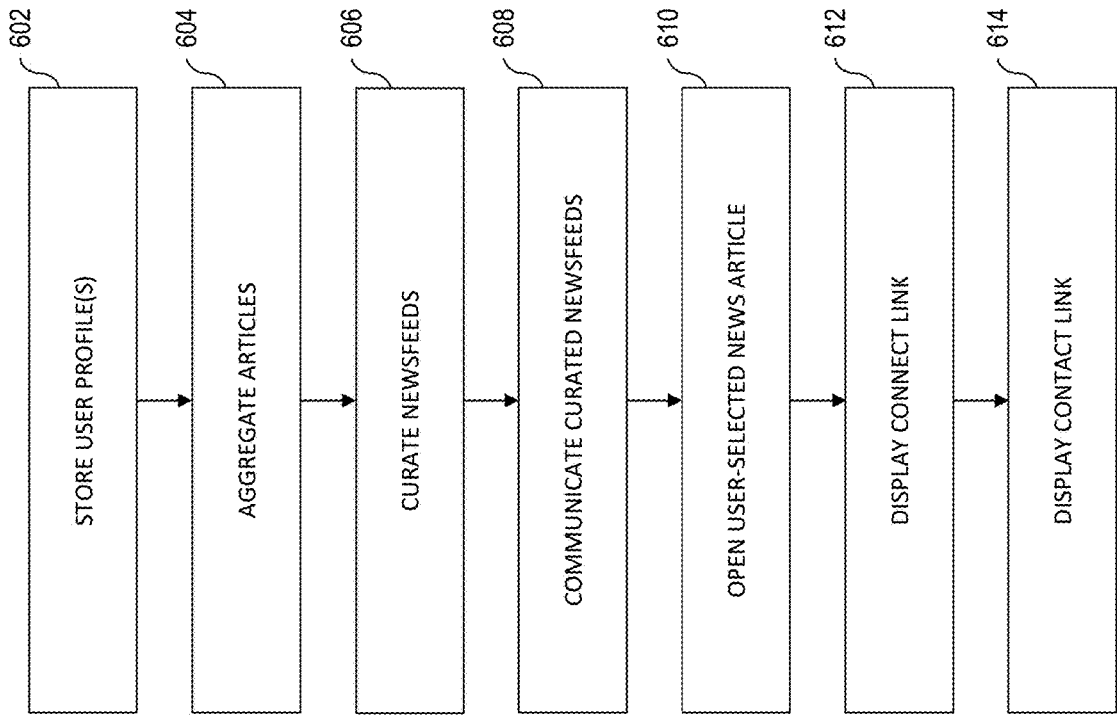 602
STORE USER PROFILE(S)
604
AGGREGATE ARTICLES
606
CURATE NEWSFEEDS
608
COMMUNICATE CURATED NEWSFEEDS
610
OPEN USER-SELECTED NEWS ARTICLE
612
DISPLAY CONNECT LINK
614
DISPLAY CONTACT LINK